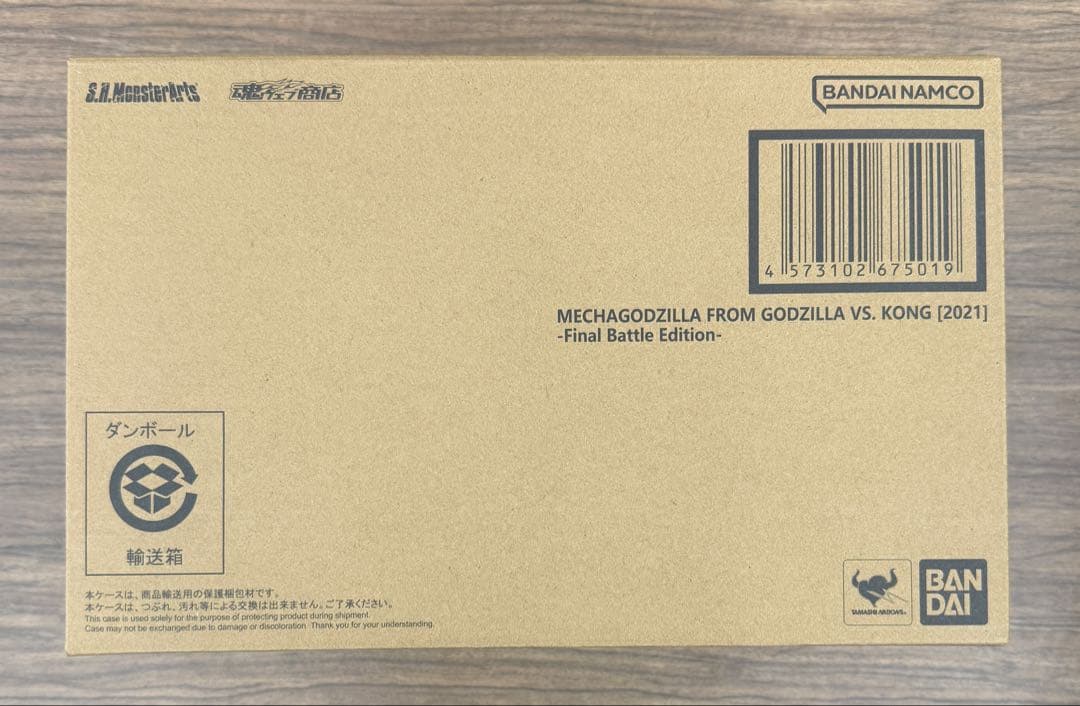 S.H.MonsterArts
魂ウェブ商店
BANDAI NAMCO
4 573102 675019
MECHAGODZILLA FROM GODZILLA VS. KONG [2021]
-Final Battle Edition-
ダンボール
輸送箱
本ケースは、商品輸送用の保護梱包材です。
本ケースは、つぶれ、汚れ等による交換は出来ません。ご了承ください。
This case is used solely for the purpose of protecting product during shipment.
Case may not be exchanged due to damage or discoloration. Thank you for your understanding.
TAMASHII NATIONS
BAN
DAI